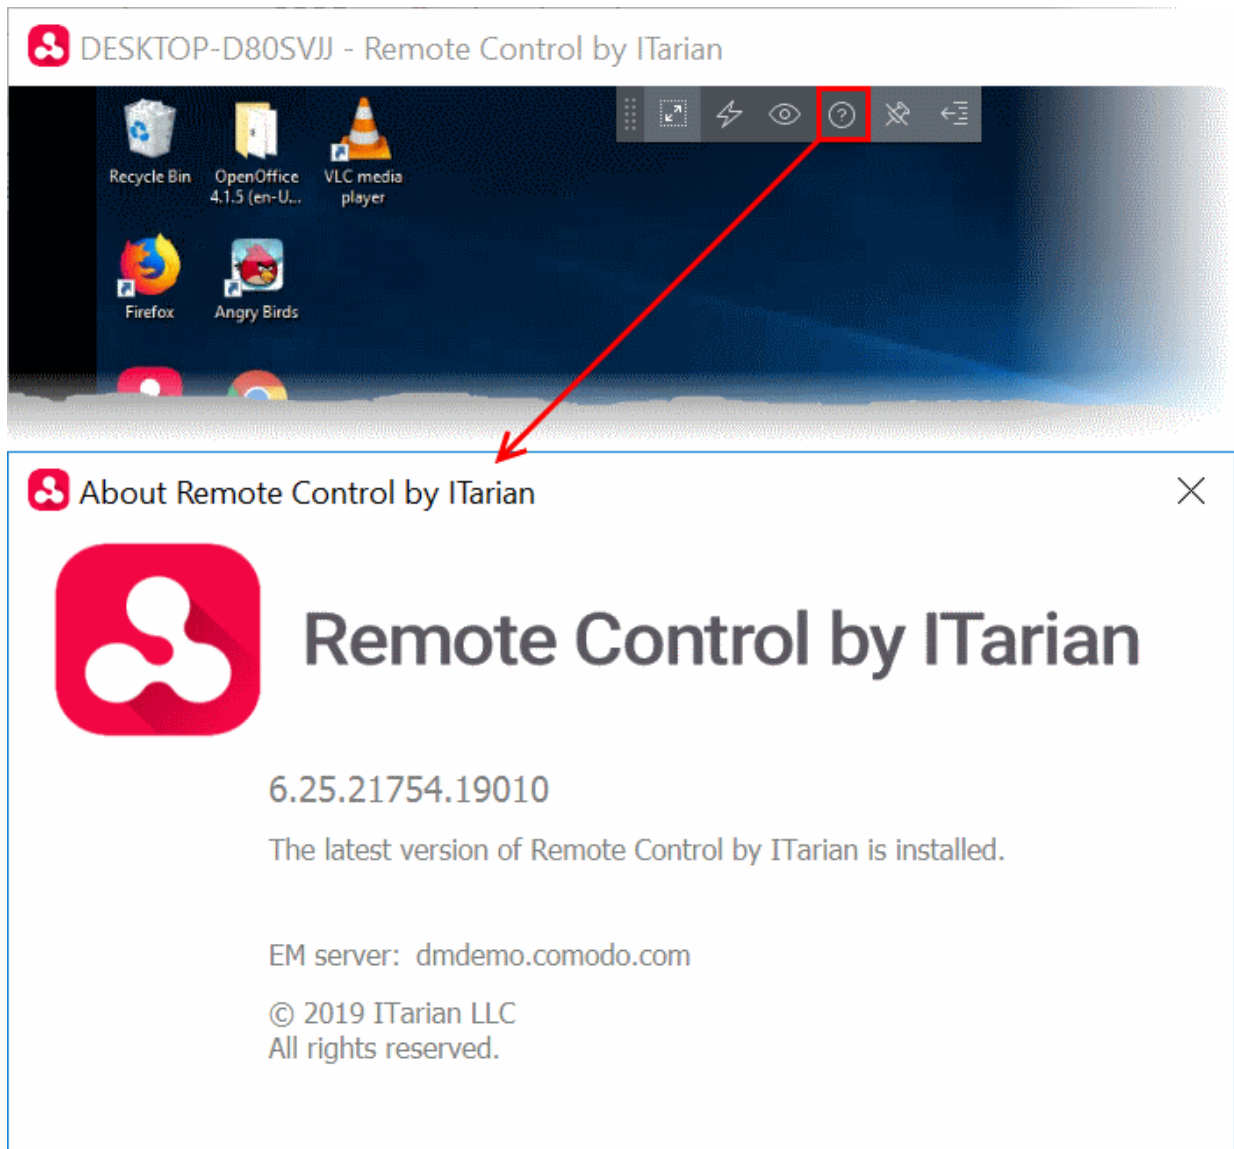 DESKTOP-D80SVJJ - Remote Control by ITarian
Recycle Bin
OpenOffice
4.1.5 (en-U...
VLC media
player
Firefox
Angry Birds
About Remote Control by ITarian
Remote Control by ITarian
6.25.21754.19010
The latest version of Remote Control by ITarian is installed.
EM server: dmdemo.comodo.com
© 2019 ITarian LLC
All rights reserved.